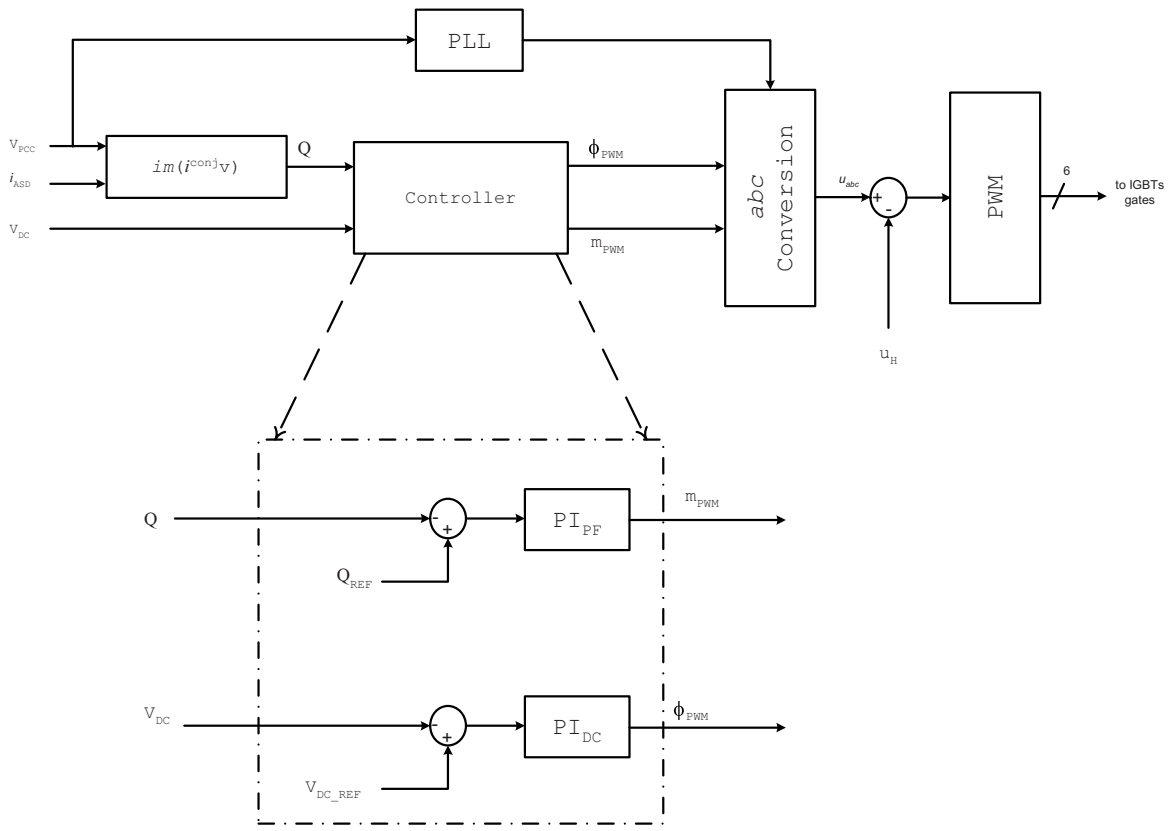 PLL
V_PCC
i_ASD
V_DC
im(i^conj v)
Q
Controller
ϕ_PWM
m_PWM
abc
Conversion
u_abc
+
-
u_H
PWM
6
to IGBTs
gates
Q
-
+
Q_REF
PI_PF
m_PWM
V_DC
-
+
V_DC_REF
PI_DC
ϕ_PWM